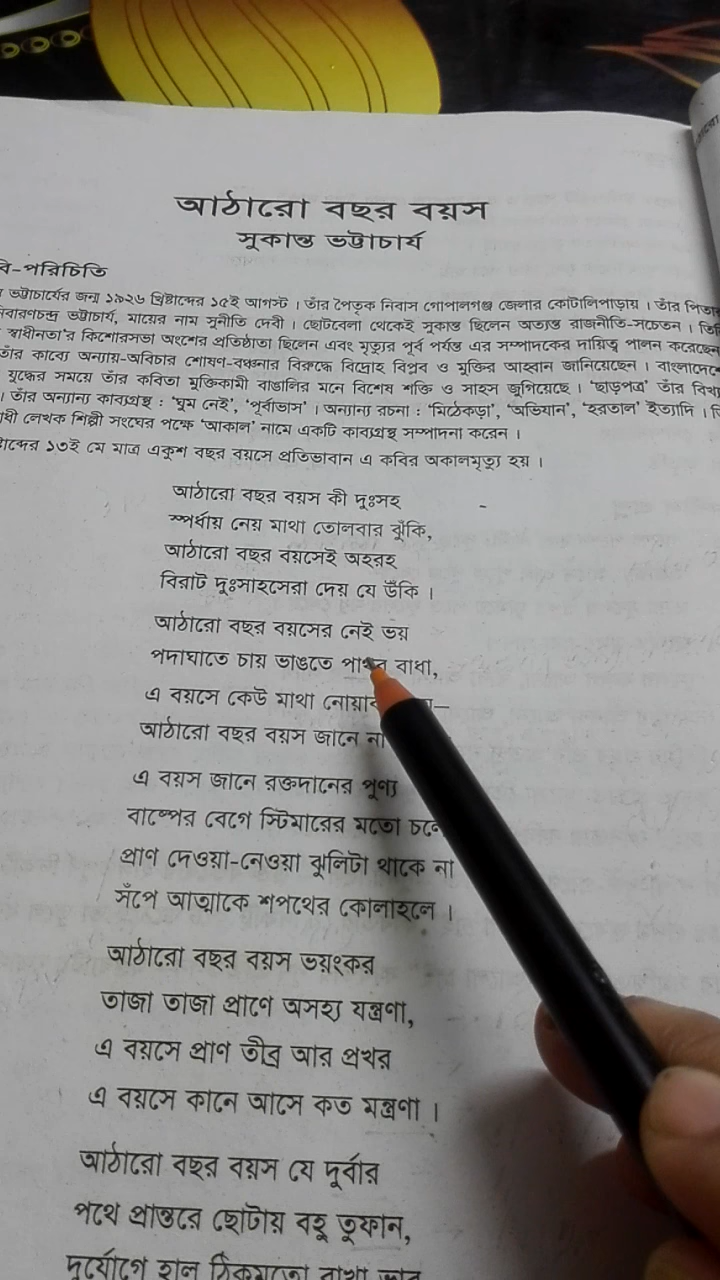 আঠারো বছর বয়স
সুকান্ত ভট্টাচার্য
বি-পরিচিতি
ভট্টাচার্যের জন্ম ১৯২৬ খ্রিষ্টাব্দের ১৫ই আগস্ট । তাঁর পৈতৃক নিবাস গোপালগঞ্জ জেলার কোটালিপাড়ায় । তাঁর পিতার
নিবারণচন্দ্র ভট্টাচার্য, মায়ের নাম সুনীতি দেবী । ছোটবেলা থেকেই সুকান্ত ছিলেন অত্যন্ত রাজনীতি-সচেতন । তিনি
স্বাধীনতা'র কিশোরসভা অংশের প্রতিষ্ঠাতা ছিলেন এবং মৃত্যুর পূর্ব পর্যন্ত এর সম্পাদকের দায়িত্ব পালন করেছেন
তাঁর কাব্যে অন্যায়-অবিচার শোষণ-বঞ্চনার বিরুদ্ধে বিদ্রোহ বিপ্লব ও মুক্তির আহ্বান জানিয়েছেন । বাংলাদেশে
যুদ্ধের সময়ে তাঁর কবিতা মুক্তিকামী বাঙালির মনে বিশেষ শক্তি ও সাহস জুগিয়েছে । 'ছাড়পত্র' তাঁর বিখ্যা
। তাঁর অন্যান্য কাব্যগ্রন্থ : 'ঘুম নেই', 'পূর্বাভাস' । অন্যান্য রচনা : 'মিঠেকড়া', 'অভিযান', 'হরতাল' ইত্যাদি ।
লেখক শিল্পী সংঘের পক্ষে 'আকাল' নামে একটি কাব্যগ্রন্থ সম্পাদনা করেন ।
ব্দের ১৩ই মে মাত্র একুশ বছর বয়সে প্রতিভাবান এ কবির অকালমৃত্যু হয় ।
আঠারো বছর বয়স কী দুঃসহ
স্পর্ধায় নেয় মাথা তোলবার ঝুঁকি,
আঠারো বছর বয়সেই অহরহ
বিরাট দুঃসাহসেরা দেয় যে উঁকি ।
আঠারো বছর বয়সের নেই ভয়
পদাঘাতে চায় ভাঙতে পাথর বাধা,
এ বয়সে কেউ মাথা নোয়াব
আঠারো বছর বয়স জানে না
এ বয়স জানে রক্তদানের পুণ্য
বাষ্পের বেগে স্টিমারের মতো চলে
প্রাণ দেওয়া-নেওয়া ঝুলিটা থাকে না
সঁপে আত্মাকে শপথের কোলাহলে ।
আঠারো বছর বয়স ভয়ংকর
তাজা তাজা প্রাণে অসহ্য যন্ত্রণা,
এ বয়সে প্রাণ তীব্র আর প্রখর
এ বয়সে কানে আসে কত মন্ত্রণা ।
আঠারো বছর বয়স যে দুর্বার
পথে প্রান্তরে ছোটায় বহু তুফান,
দুর্যোগে হাল ঠিকমতো রাখা ভার